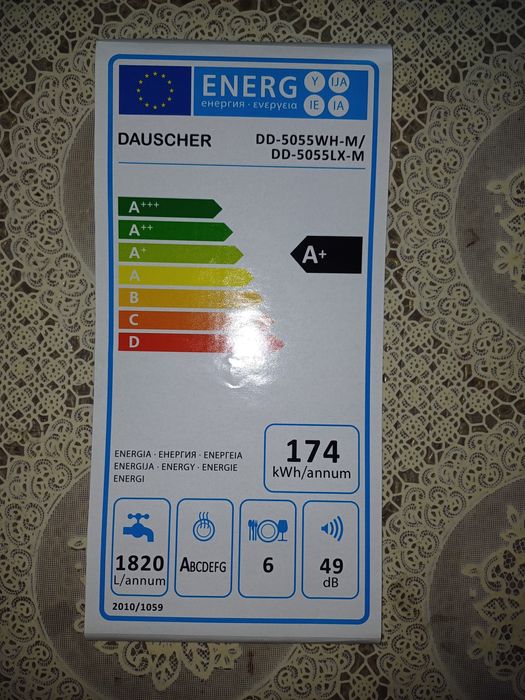 ENERG Y IJA
енергия · ενεργεια IE IA
DAUSCHER DD-5055WH-M/
DD-5055LX-M
A+++
A++
A+ A+
A
B
C
D
174
kWh/annum
ENERGIA · ЕНЕРГИЯ · ΕΝΕΡΓΕΙΑ
ENERGIJA · ENERGY · ENERGIE
ENERGI
1820
L/annum
ABCDEFG
6
49
dB
2010/1059